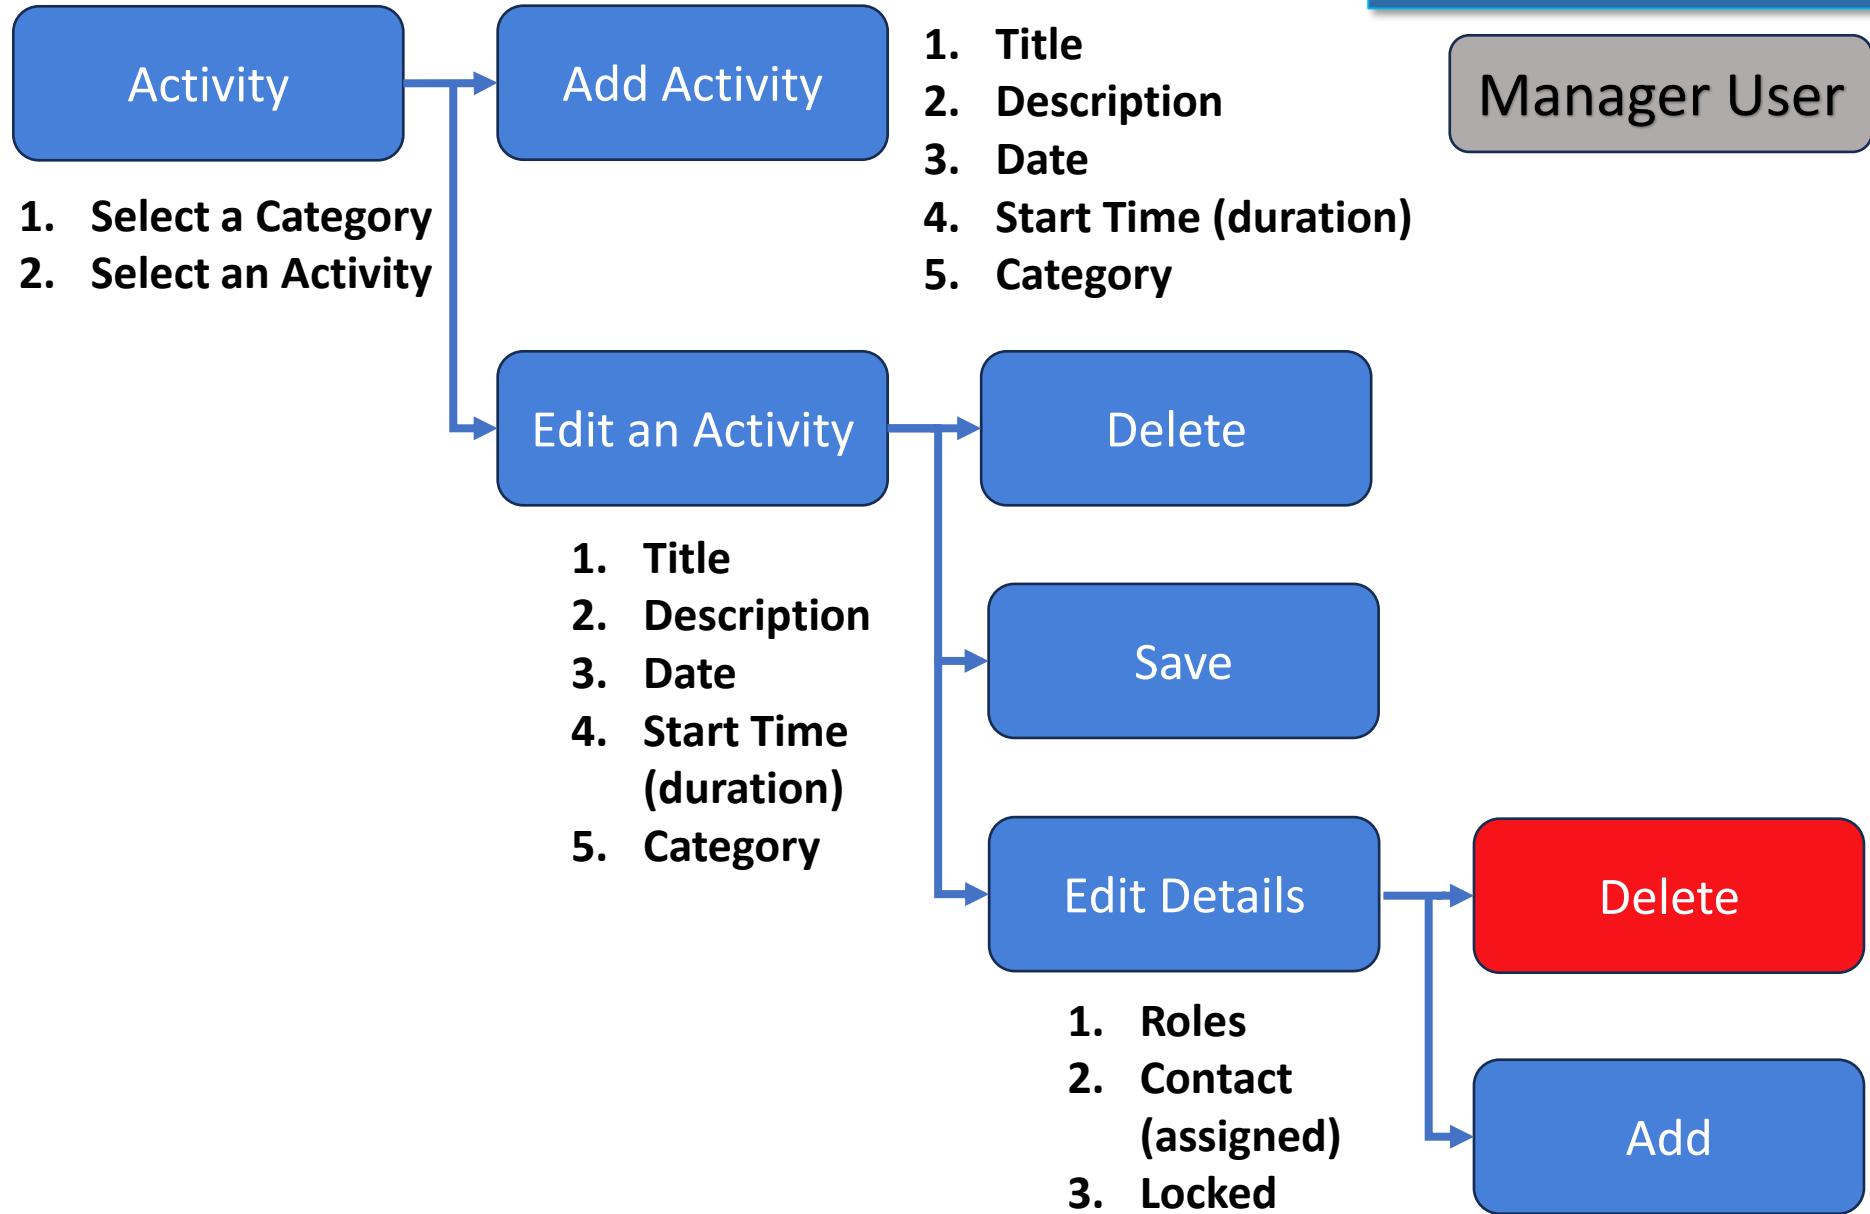 Activity
Add Activity
1. Title
2. Description
3. Date
4. Start Time (duration)
5. Category
Manager User
1. Select a Category
2. Select an Activity
Edit an Activity
Delete
1. Title
2. Description
3. Date
4. Start Time
(duration)
5. Category
Save
Edit Details
Delete
1. Roles
2. Contact
(assigned)
3. Locked
Add